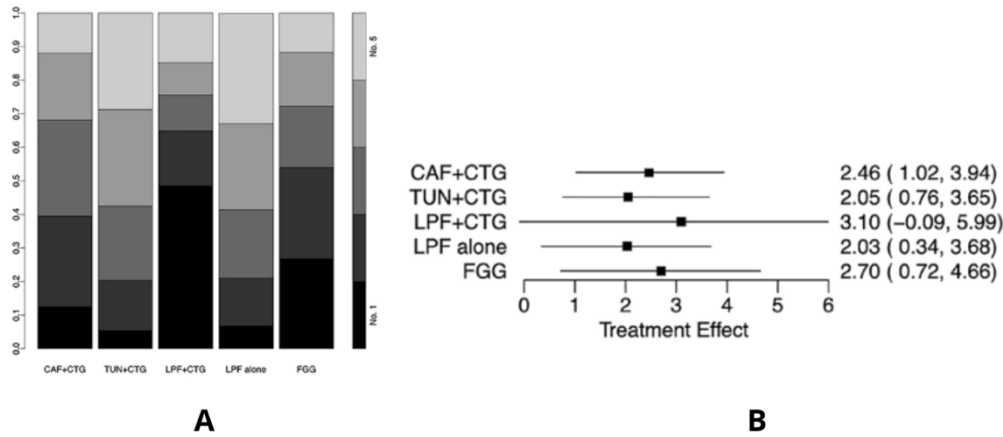 1.0
0.9
0.8
0.7
0.6
0.5
0.4
0.3
0.2
0.1
0.0
No. 5
No. 1
CAF+CTG TUN+CTG LPF+CTG LPF alone FGG
A
CAF+CTG 2.46 ( 1.02, 3.94)
TUN+CTG 2.05 ( 0.76, 3.65)
LPF+CTG 3.10 (−0.09, 5.99)
LPF alone 2.03 ( 0.34, 3.68)
FGG 2.70 ( 0.72, 4.66)
0 1 2 3 4 5 6
Treatment Effect
B